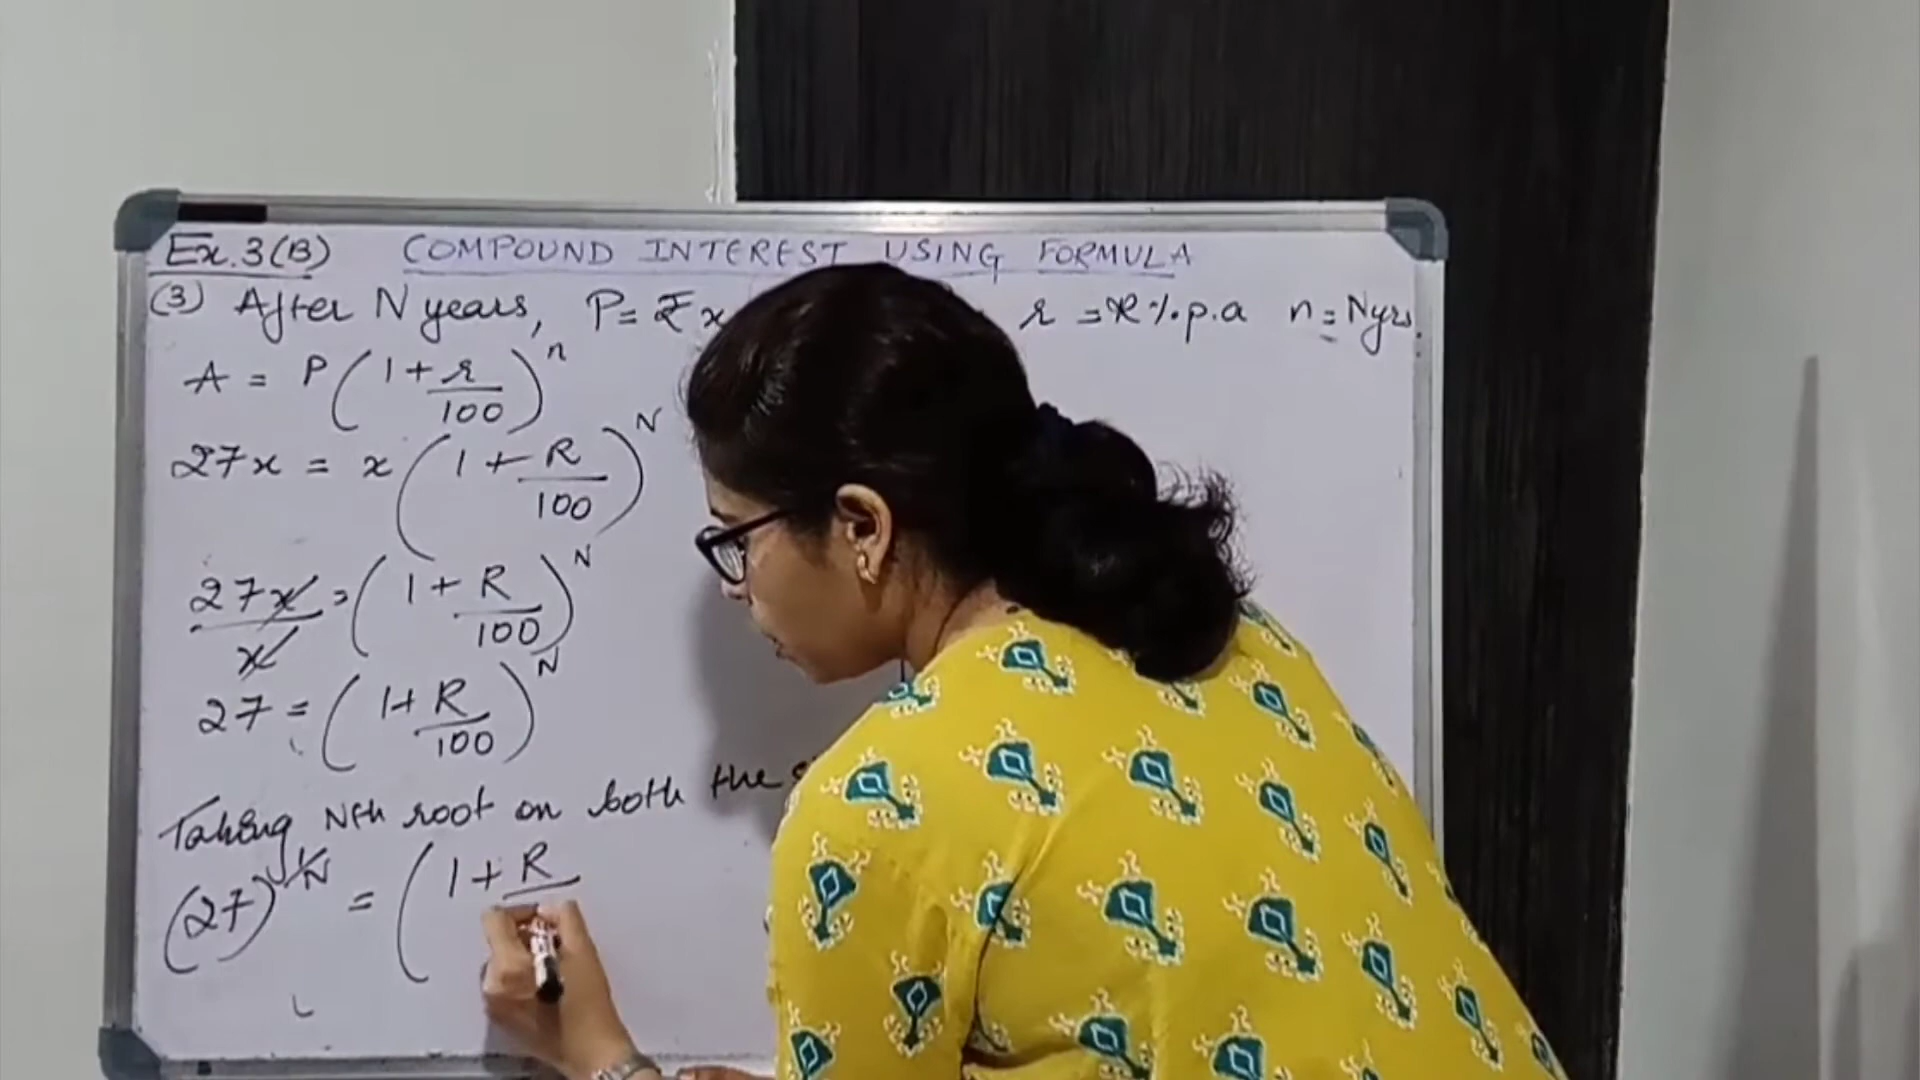 Ex. 3(B) COMPOUND INTEREST USING FORMULA
(3) After N years, P = ₹ x r = R %. p.a n = N yrs.
A = P ( 1 + r/100 )^n
27x = x ( 1 + R/100 )^N
27x/x = ( 1 + R/100 )^N
27 = ( 1 + R/100 )^N
Taking Nth root on both the
(27)^1/N = ( 1 + R